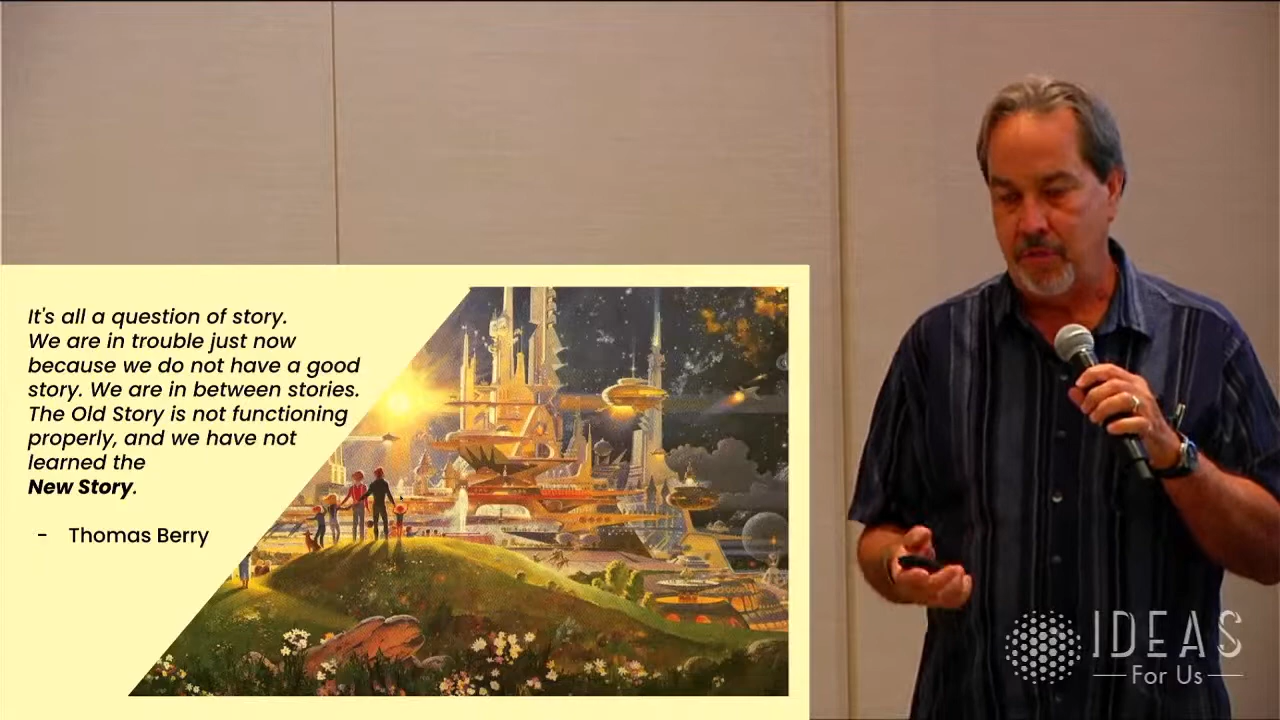 It's all a question of story.
We are in trouble just now
because we do not have a good
story. We are in between stories.
The Old Story is not functioning
properly, and we have not
learned the
New Story.
- Thomas Berry
IDEAS
For Us